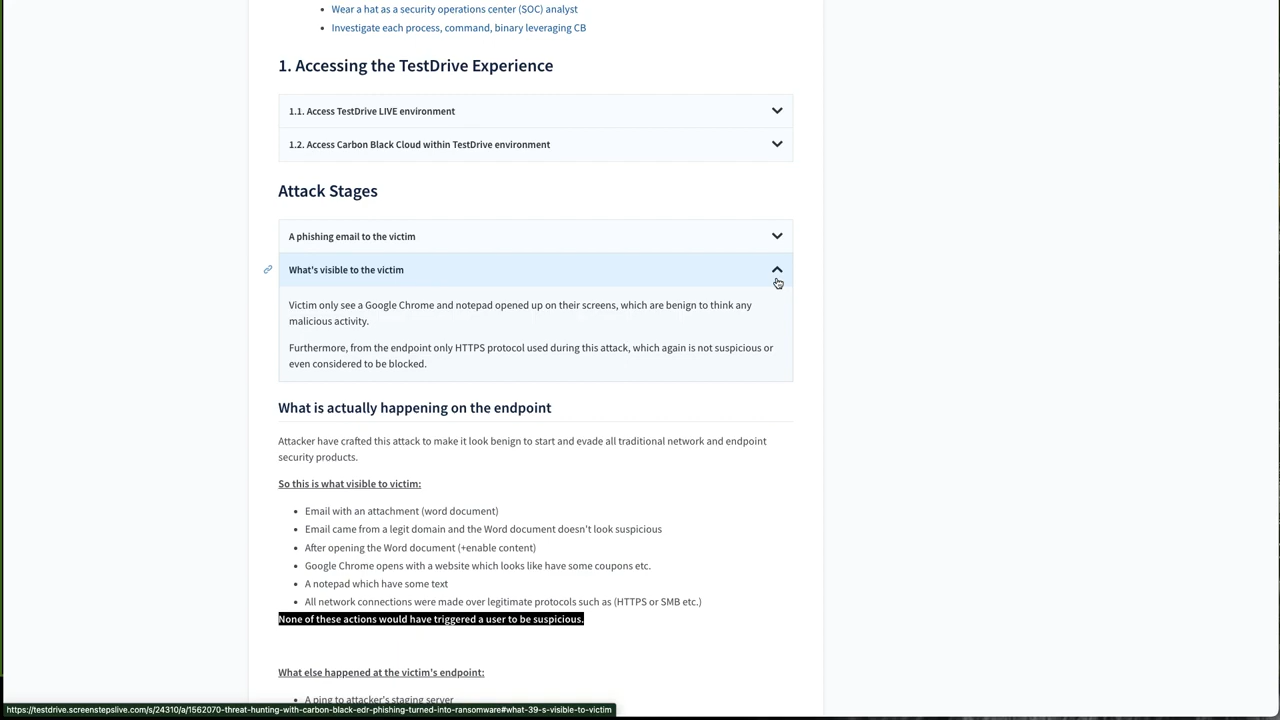 Wear a hat as a security operations center (SOC) analyst
Investigate each process, command, binary leveraging CB
1. Accessing the TestDrive Experience
1.1. Access TestDrive LIVE environment
1.2. Access Carbon Black Cloud within TestDrive environment
Attack Stages
A phishing email to the victim
What's visible to the victim
Victim only see a Google Chrome and notepad opened up on their screens, which are benign to think any
malicious activity.
Furthermore, from the endpoint only HTTPS protocol used during this attack, which again is not suspicious or
even considered to be blocked.
What is actually happening on the endpoint
Attacker have crafted this attack to make it look benign to start and evade all traditional network and endpoint
security products.
So this is what visible to victim:
Email with an attachment (word document)
Email came from a legit domain and the Word document doesn't look suspicious
After opening the Word document (+enable content)
Google Chrome opens with a website which looks like have some coupons etc.
A notepad which have some text
All network connections were made over legitimate protocols such as (HTTPS or SMB etc.)
None of these actions would have triggered a user to be suspicious.
What else happened at the victim's endpoint:
A ping to attacker's staging server
https://testdrive.screenstepslive.com/s/24310/a/1562070-threat-hunting-with-carbon-black-edr-phishing-turned-into-ransomware#what-39-s-visible-to-victim